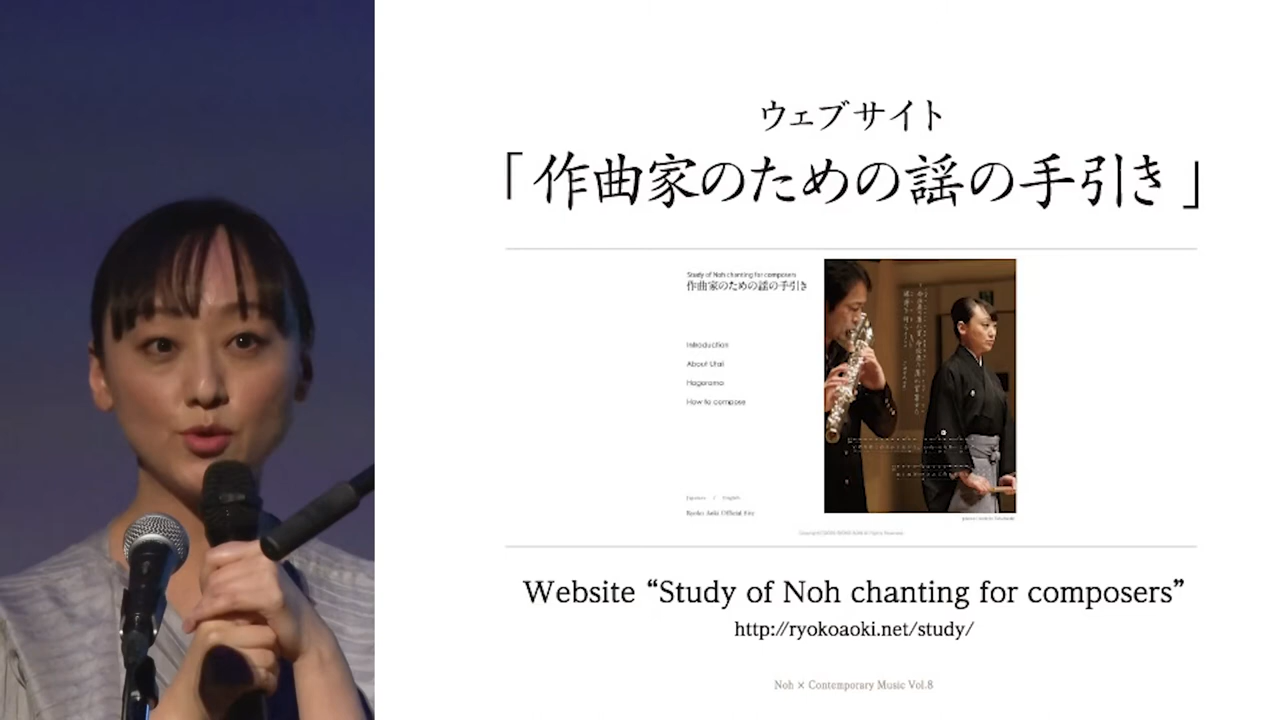 ウェブサイト
「作曲家のための謡の手引き」
Study of Noh chanting for composers
作曲家のための謡の手引き
Introduction
About Utai
Hagoromo
How to compose
Japanese / English
Ryoko Aoki Official Site
Website “Study of Noh chanting for composers”
http://ryokoaoki.net/study/
Noh × Contemporary Music Vol.8